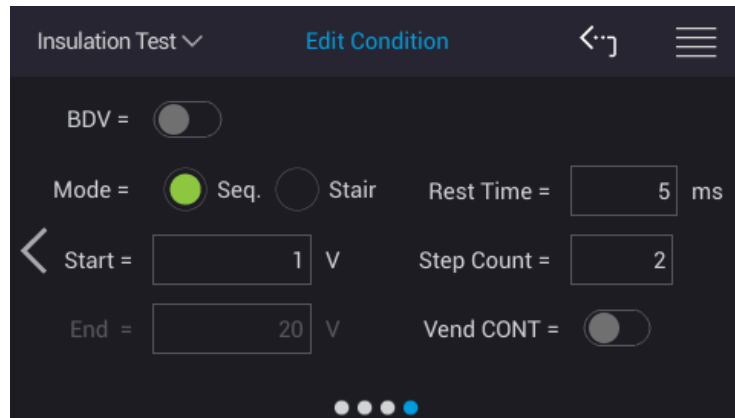 Insulation Test Edit Condition
BDV =
Mode = Seq. Stair Rest Time = 5 ms
Start = 1 V Step Count = 2
End = 20 V Vend CONT =